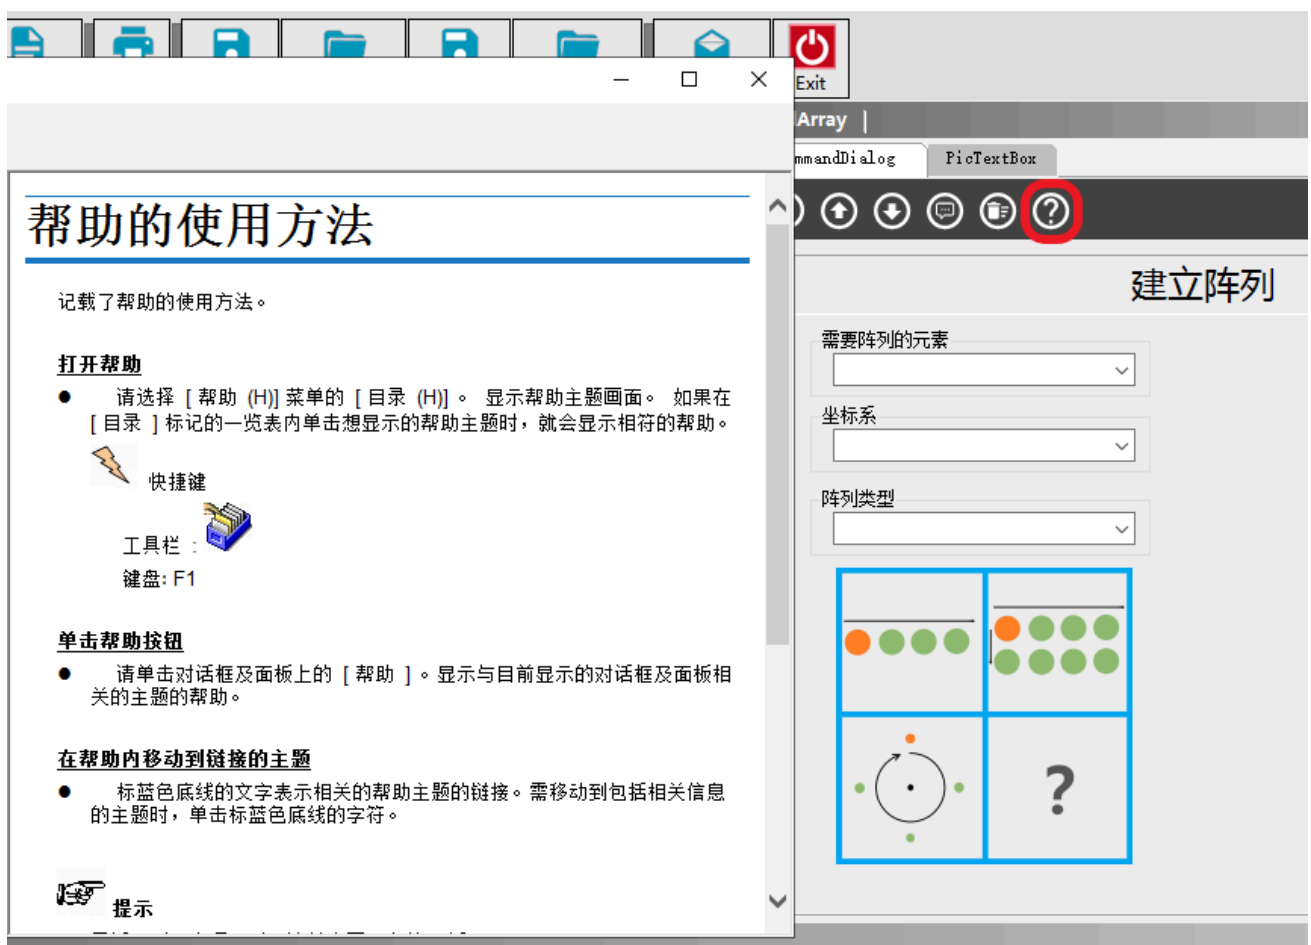 Exit
Array
mmandDialog
PicTextBox
帮助的使用方法
记载了帮助的使用方法。
打开帮助
● 请选择 [ 帮助 (H)] 菜单的 [ 目录 (H)] 。 显示帮助主题画面。 如果在
[ 目录 ] 标记的一览表内单击想显示的帮助主题时，就会显示相符的帮助。
快捷键
工具栏 :
键盘: F1
单击帮助按钮
● 请单击对话框及面板上的 [ 帮助 ] 。显示与目前显示的对话框及面板相
关的主题的帮助。
在帮助内移动到链接的主题
● 标蓝色底线的文字表示相关的帮助主题的链接。需移动到包括相关信息
的主题时，单击标蓝色底线的字符。
提示
建立阵列
需要阵列的元素
坐标系
阵列类型
?